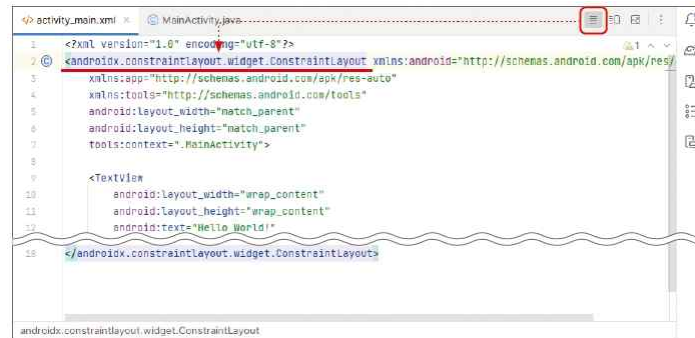 activity_main.xml × MainActivity.java
1 <?xml version="1.0" encoding="utf-8"?>
1
2 <androidx.constraintlayout.widget.ConstraintLayout xmlns:android="http://schemas.android.com/apk/res/
3 xmlns:app="http://schemas.android.com/apk/res-auto"
4 xmlns:tools="http://schemas.android.com/tools"
5 android:layout_width="match_parent"
6 android:layout_height="match_parent"
7 tools:context=".MainActivity">
8
9 <TextView
10 android:layout_width="wrap_content"
11 android:layout_height="wrap_content"
12 android:text="Hello World!"
18 </androidx.constraintlayout.widget.ConstraintLayout>
androidx.constraintlayout.widget.ConstraintLayout